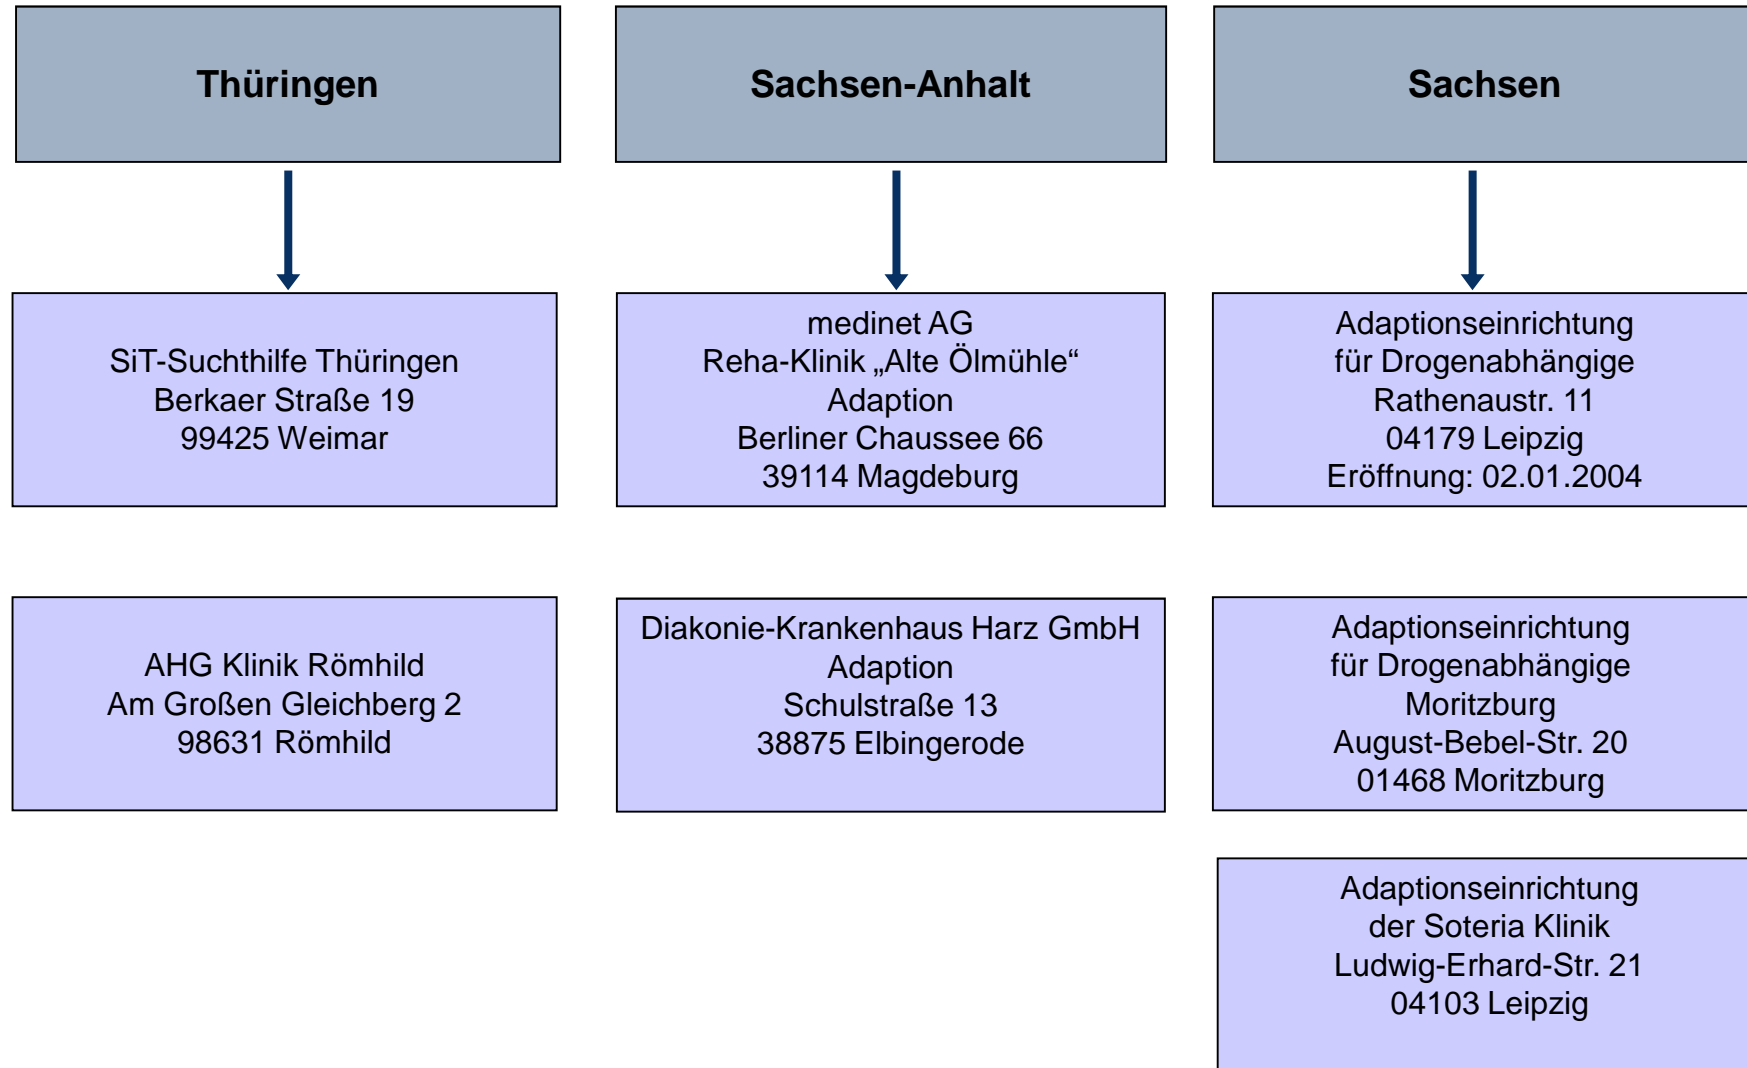 Thüringen
SiT-Suchthilfe Thüringen
Berkaer Straße 19
99425 Weimar
AHG Klinik Römhild
Am Großen Gleichberg 2
98631 Römhild
Sachsen-Anhalt
medinet AG
Reha-Klinik „Alte Ölmühle“
Adaption
Berliner Chaussee 66
39114 Magdeburg
Diakonie-Krankenhaus Harz GmbH
Adaption
Schulstraße 13
38875 Elbingerode
Sachsen
Adaptionseinrichtung
für Drogenabhängige
Rathenaustr. 11
04179 Leipzig
Eröffnung: 02.01.2004
Adaptionseinrichtung
für Drogenabhängige
Moritzburg
August-Bebel-Str. 20
01468 Moritzburg
Adaptionseinrichtung
der Soteria Klinik
Ludwig-Erhard-Str. 21
04103 Leipzig